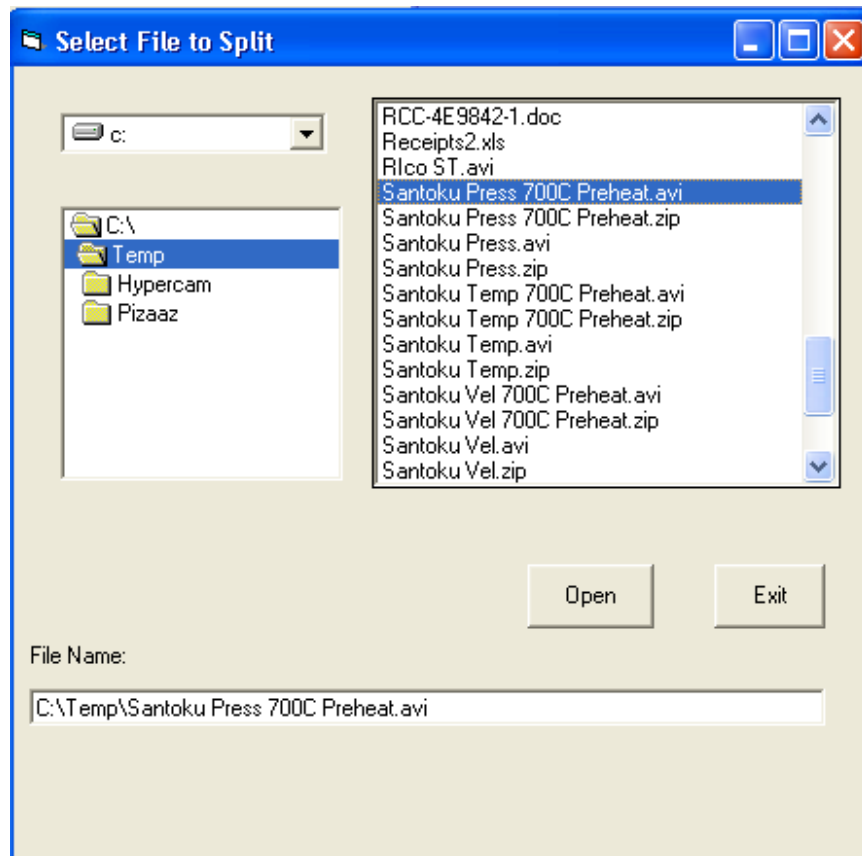 Select File to Split
c:
C:\
Temp
Hypercam
Pizaaz
RCC-4E9842-1.doc
Receipts2.xls
RIco ST.avi
Santoku Press 700C Preheat.avi
Santoku Press 700C Preheat.zip
Santoku Press.avi
Santoku Press.zip
Santoku Temp 700C Preheat.avi
Santoku Temp 700C Preheat.zip
Santoku Temp.avi
Santoku Temp.zip
Santoku Vel 700C Preheat.avi
Santoku Vel 700C Preheat.zip
Santoku Vel.avi
Santoku Vel.zip
Open
Exit
File Name:
C:\Temp\Santoku Press 700C Preheat.avi